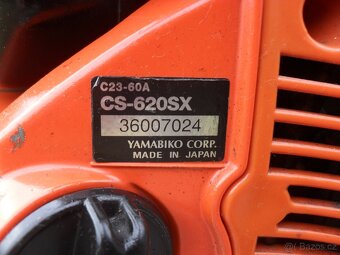 C23-60A
CS-620SX
36007024
YAMABIKO CORP.
MADE IN JAPAN
Bazos.cz